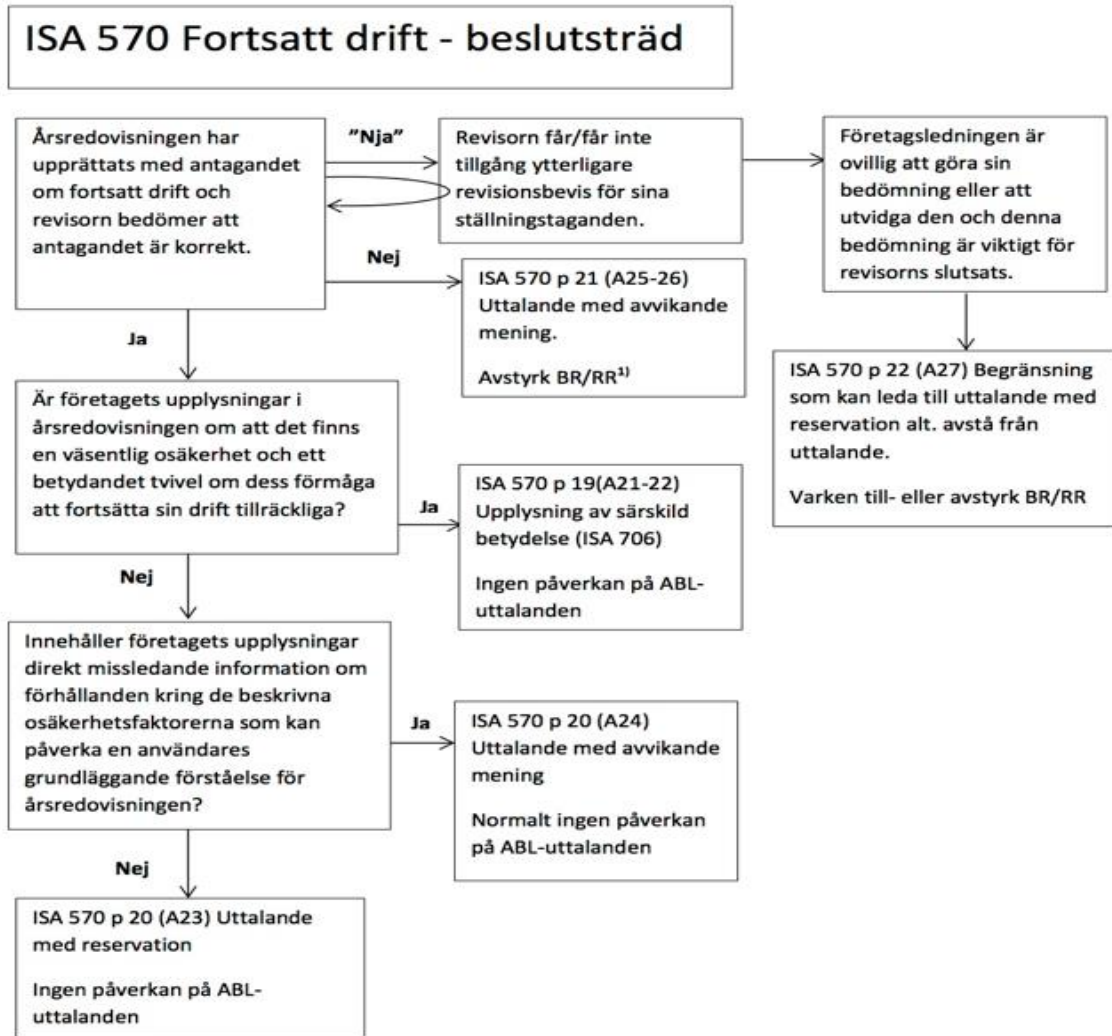 ISA 570 Fortsatt drift - beslutsträd
Årsredovisningen har
upprättats med antagandet
om fortsatt drift och
revisorn bedömer att
antagandet är korrekt.
"Nja"
Revisorn får/får inte
tillgång ytterligare
revisionsbevis för sina
ställningstaganden.
Företagsledningen är
ovillig att göra sin
bedömning eller att
utvidga den och denna
bedömning är viktigt för
revisorns slutsats.
Nej
ISA 570 p 21 (A25-26)
Uttalande med avvikande
mening.
Avstyrk BR/RR¹⁾
Ja
ISA 570 p 22 (A27) Begränsning
som kan leda till uttalande med
reservation alt. avstå från
uttalande.
Varken till- eller avstyrk BR/RR
Är företagets upplysningar i
årsredovisningen om att det finns
en väsentlig osäkerhet och ett
betydandet tvivel om dess förmåga
att fortsätta sin drift tillräckliga?
Ja
ISA 570 p 19(A21-22)
Upplysning av särskild
betydelse (ISA 706)
Ingen påverkan på ABL-
uttalanden
Nej
Innehåller företagets upplysningar
direkt missledande information om
förhållanden kring de beskrivna
osäkerhetsfaktorerna som kan
påverka en användares
grundläggande förståelse för
årsredovisningen?
Ja
ISA 570 p 20 (A24)
Uttalande med avvikande
mening
Normalt ingen påverkan
på ABL-uttalanden
Nej
ISA 570 p 20 (A23) Uttalande
med reservation
Ingen påverkan på ABL-
uttalanden